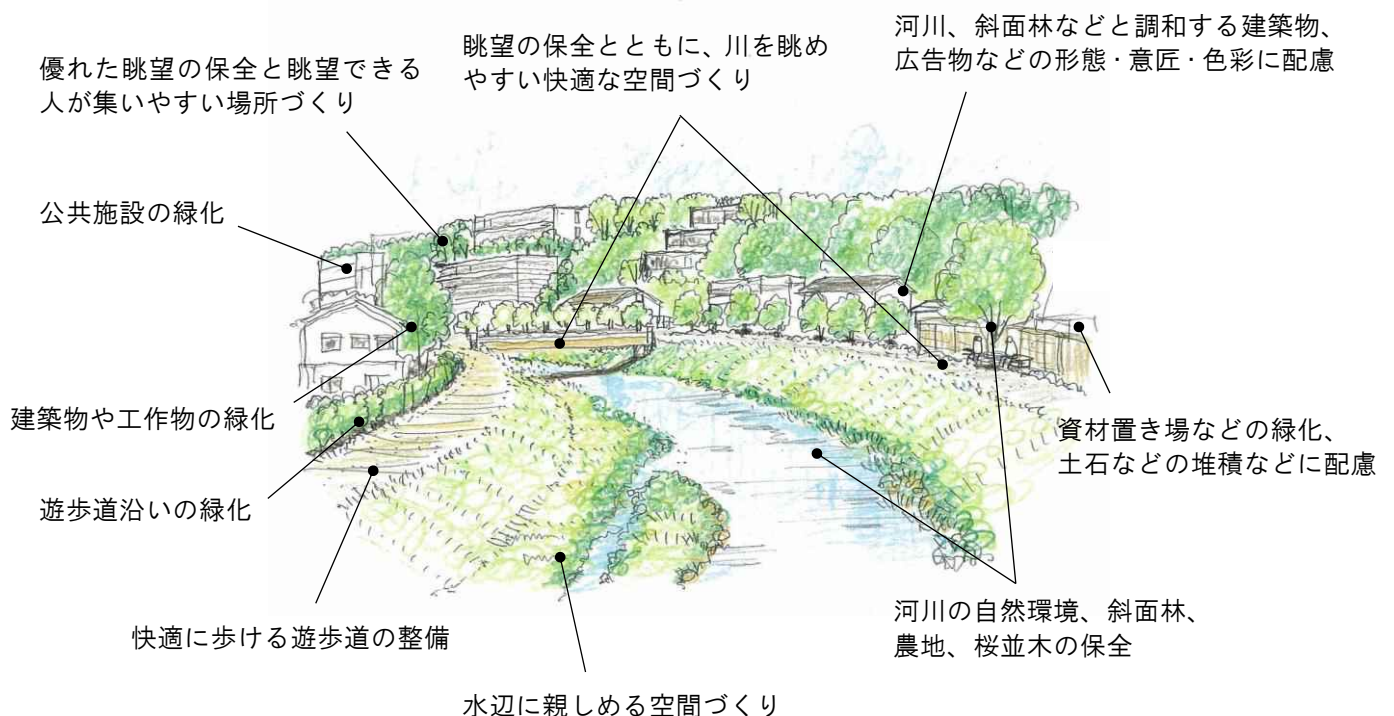 優れた眺望の保全と眺望できる
人が集いやすい場所づくり
眺望の保全とともに、川を眺め
やすい快適な空間づくり
河川、斜面林などと調和する建築物、
広告物などの形態・意匠・色彩に配慮
公共施設の緑化
建築物や工作物の緑化
遊歩道沿いの緑化
快適に歩ける遊歩道の整備
水辺に親しめる空間づくり
資材置き場などの緑化、
土石などの堆積などに配慮
河川の自然環境、斜面林、
農地、桜並木の保全